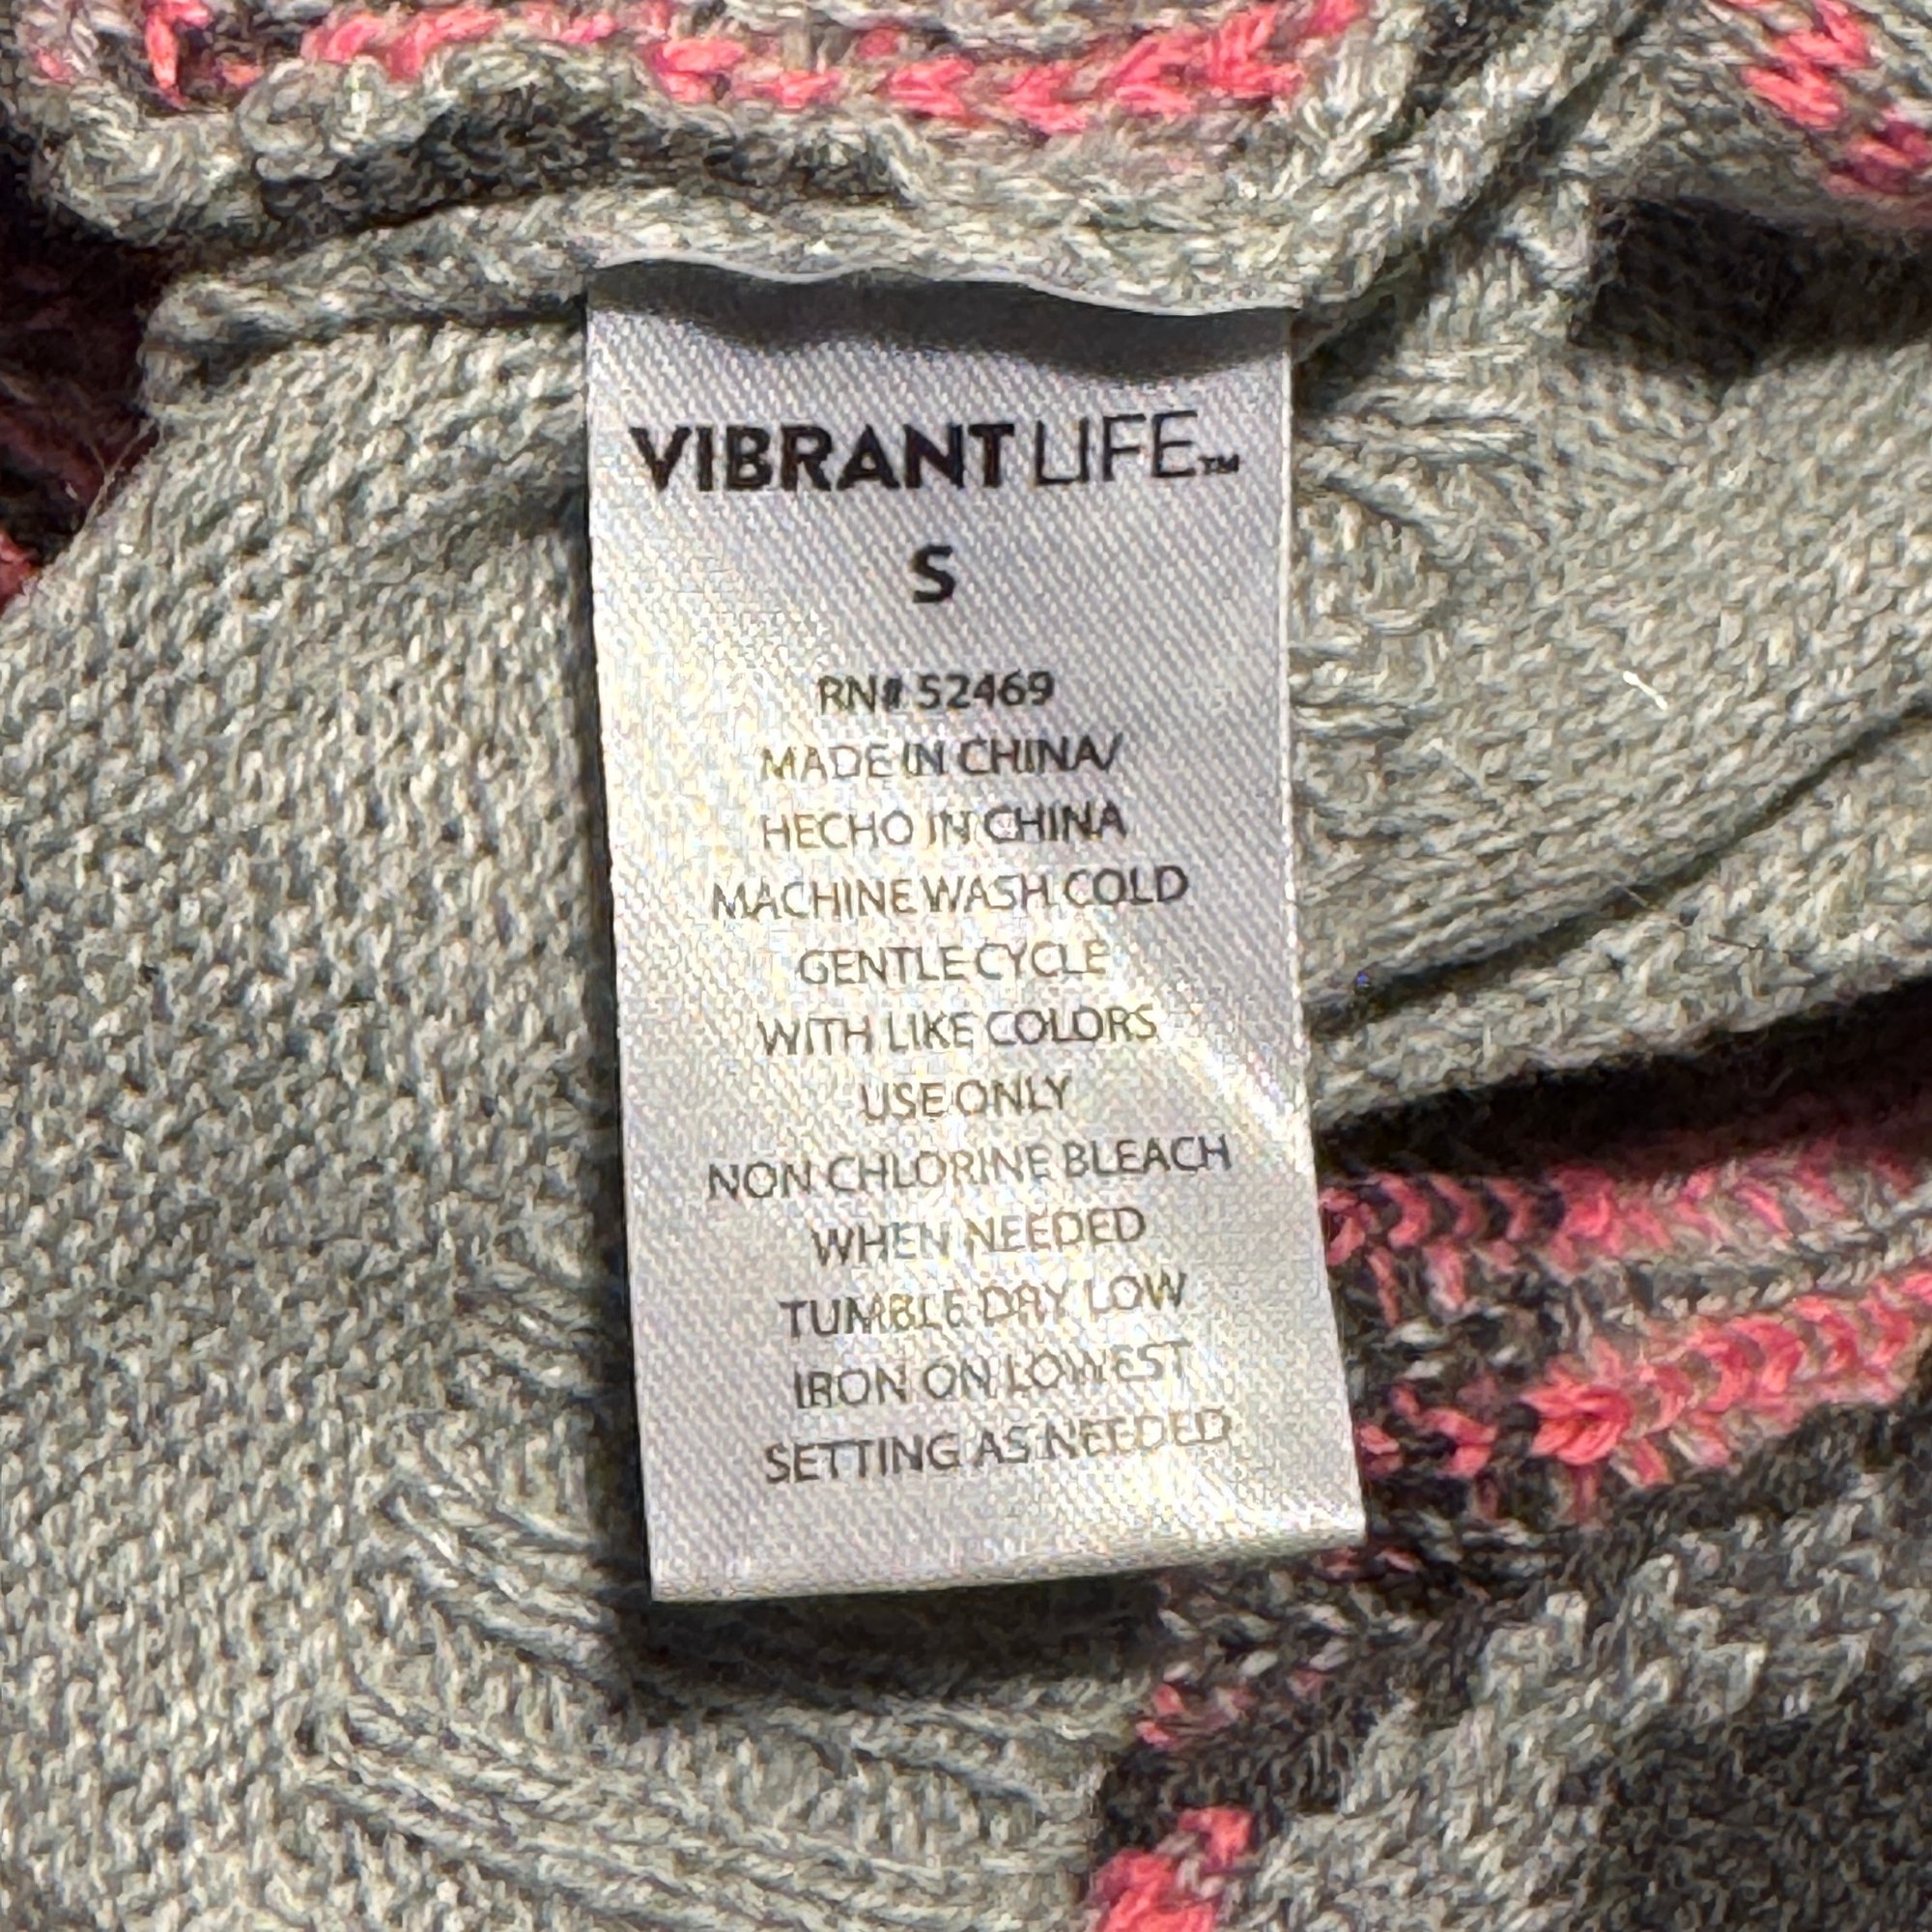 VIBRANT LIFE™
S
RN# 52469
MADE IN CHINA/
HECHO IN CHINA
MACHINE WASH COLD
GENTLE CYCLE
WITH LIKE COLORS
USE ONLY
NON CHLORINE BLEACH
WHEN NEEDED
TUMBLE DRY LOW
IRON ON LOWEST
SETTING AS NEEDED